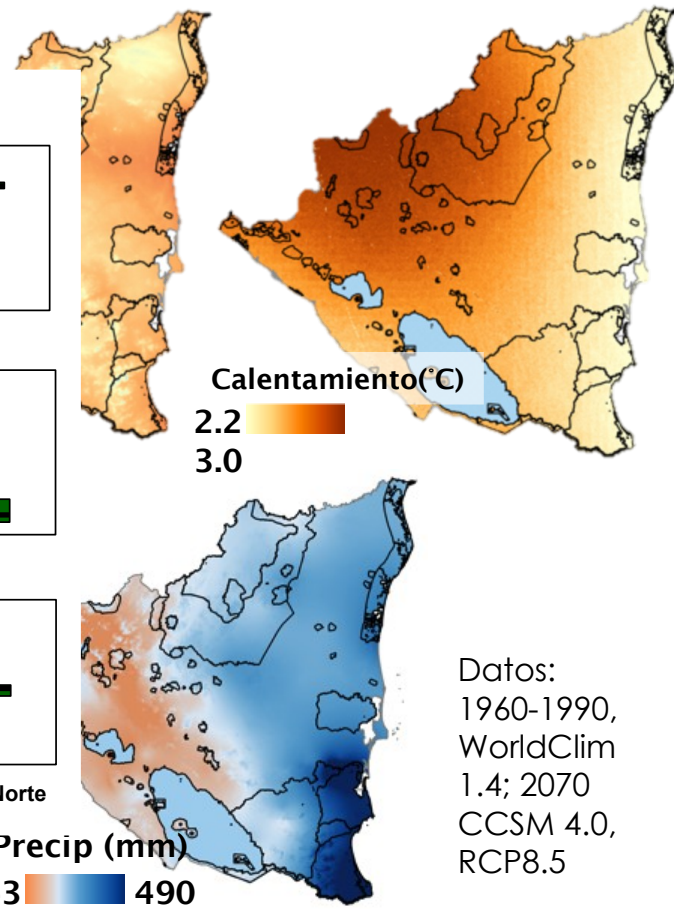 Calentamiento(°C)
2.2
3.0
Datos:
1960-1990,
WorldClim
1.4; 2070
CCSM 4.0,
RCP8.5
Norte
Precip (mm)
3 490